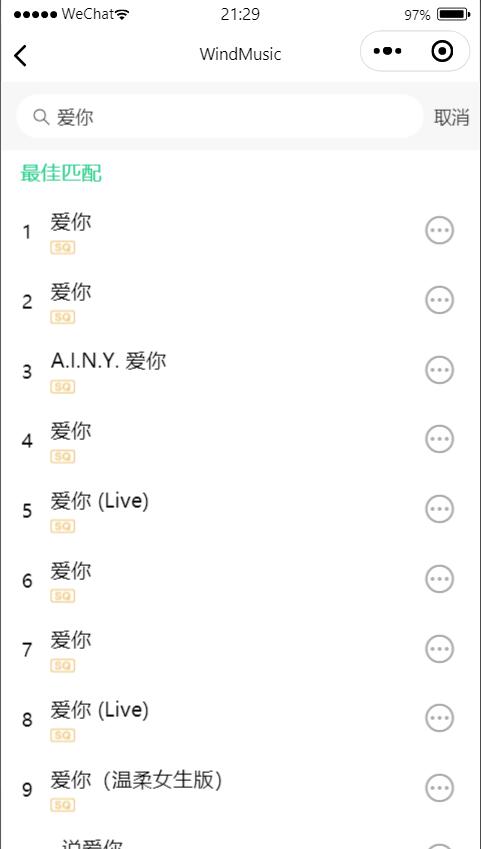 WeChat 21:29 97%
WindMusic
爱你 取消
最佳匹配
1 爱你
SQ
2 爱你
SQ
3 A.I.N.Y. 爱你
SQ
4 爱你
SQ
5 爱你 (Live)
SQ
6 爱你
SQ
7 爱你
SQ
8 爱你 (Live)
SQ
9 爱你（温柔女生版）
SQ
说爱你